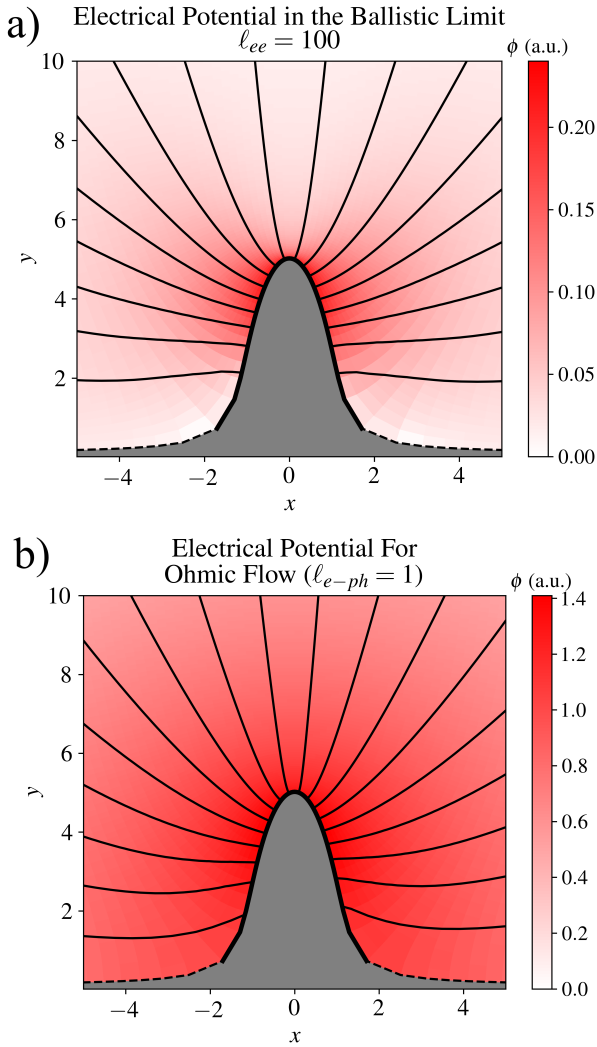 a)
Electrical Potential in the Ballistic Limit
ℓee = 100
ϕ (a.u.)
10
8
6
4
2
y
−4
−2
0
2
4
x
0.20
0.15
0.10
0.05
0.00
b)
Electrical Potential For
Ohmic Flow (ℓe−ph = 1)
ϕ (a.u.)
10
8
6
4
2
y
−4
−2
0
2
4
x
1.4
1.2
1.0
0.8
0.6
0.4
0.2
0.0